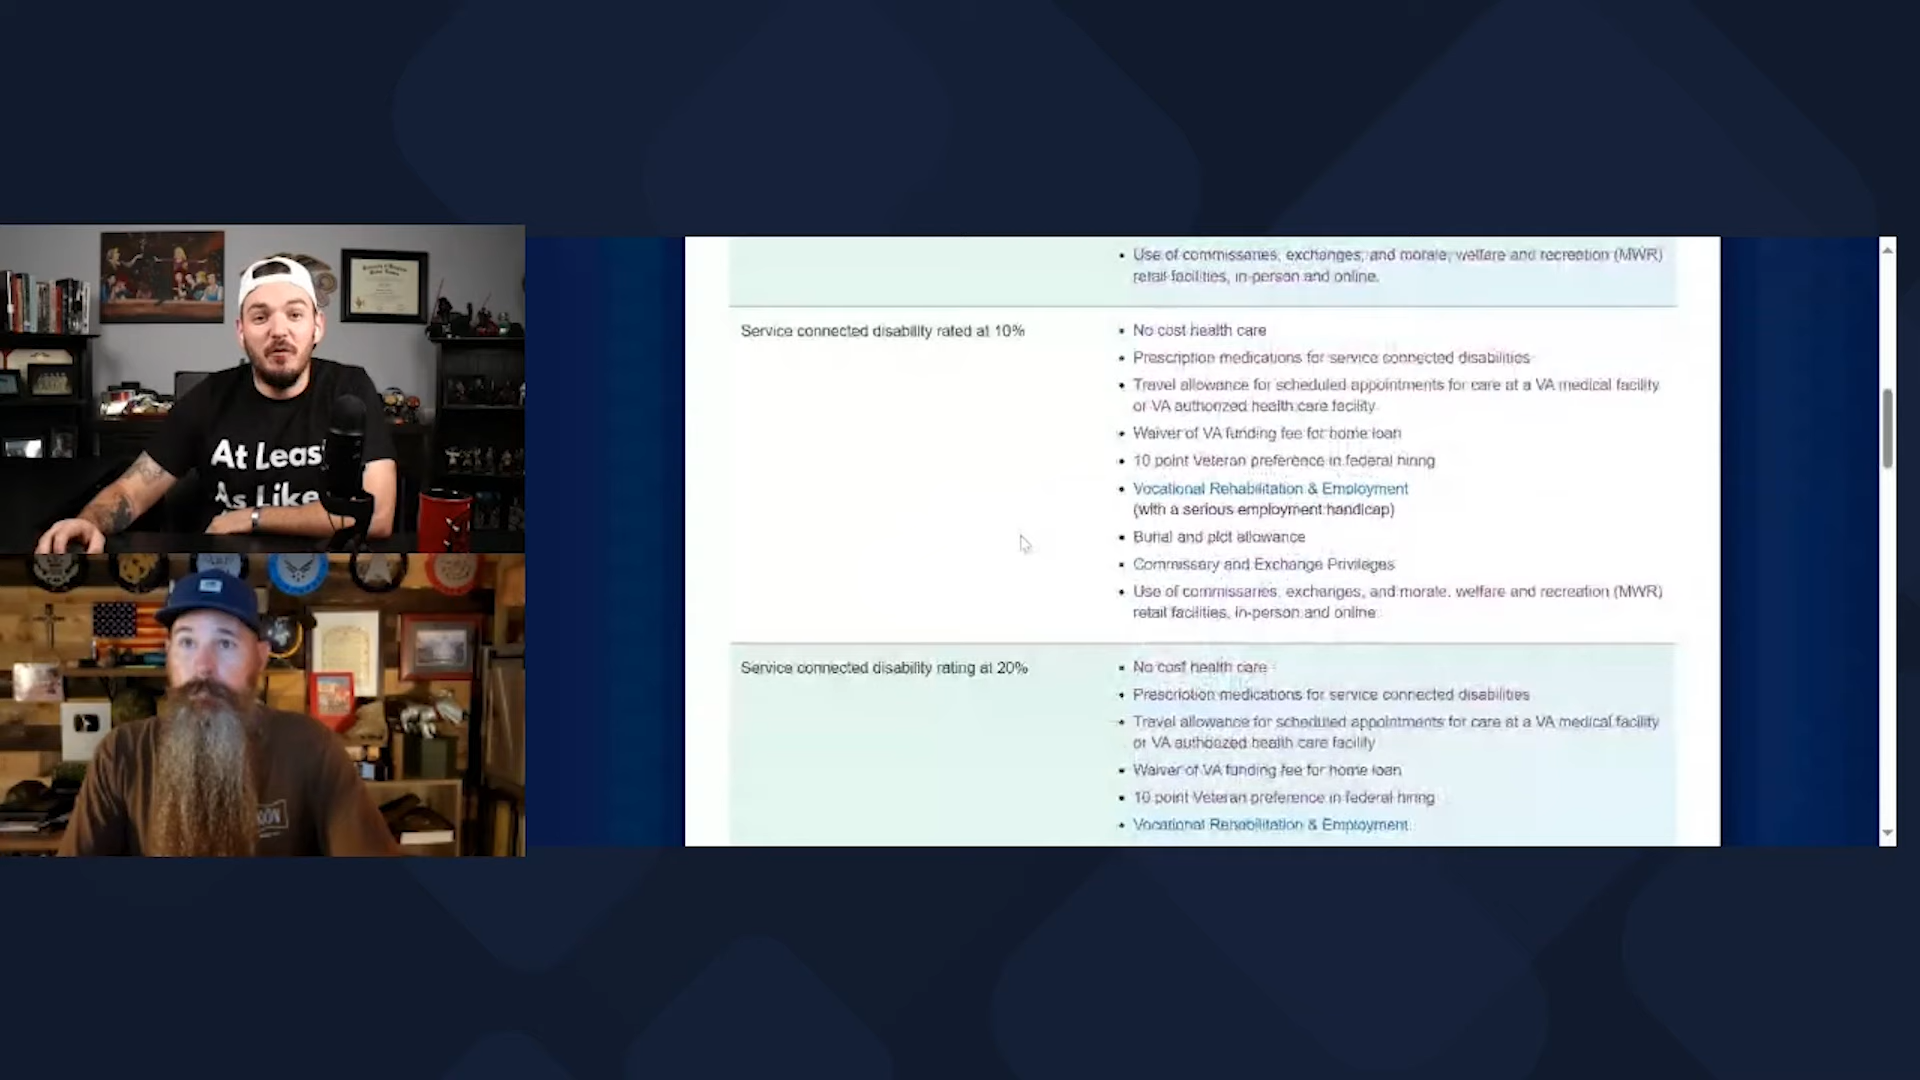 At Leas
As Like
• Use of commissaries, exchanges, and morale, welfare and recreation (MWR)
retail facilities, in-person and online.
Service connected disability rated at 10%
• No cost health care
• Prescription medications for service connected disabilities
• Travel allowance for scheduled appointments for care at a VA medical facility
or VA authorized health care facility
• Waiver of VA funding fee for home loan
• 10 point Veteran preference in federal hiring
• Vocational Rehabilitation & Employment
(with a serious employment handicap)
• Burial and plot allowance
• Commissary and Exchange Privileges
• Use of commissaries, exchanges, and morale, welfare and recreation (MWR)
retail facilities, in-person and online
Service connected disability rating at 20%
• No cost health care
• Prescription medications for service connected disabilities
• Travel allowance for scheduled appointments for care at a VA medical facility
or VA authorized health care facility
• Waiver of VA funding fee for home loan
• 10 point Veteran preference in federal hiring
• Vocational Rehabilitation & Employment